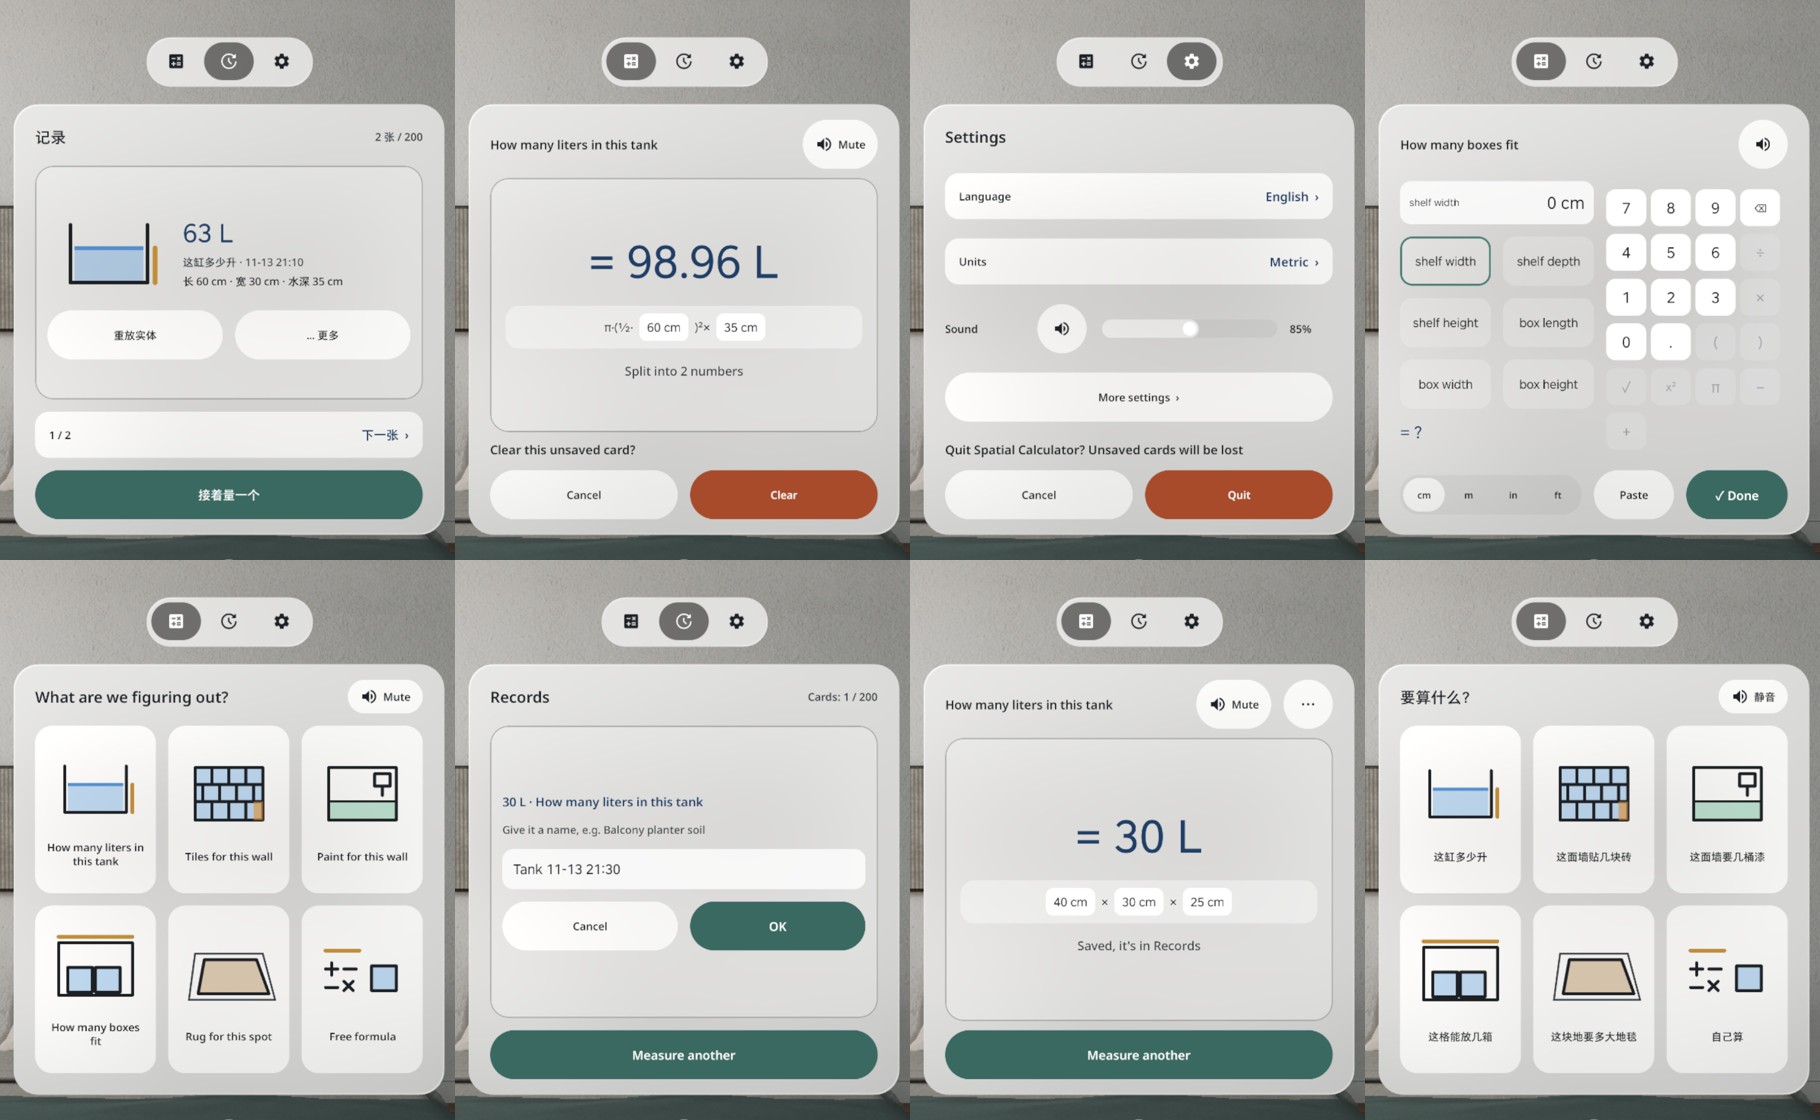 记录
2 张 / 200
63 L
这缸多少升 · 11-13 21:10
长 60 cm · 宽 30 cm · 水深 35 cm
重放实体
... 更多
1 / 2
下一张 ›
接着量一个
How many liters in this tank
Mute
= 98.96 L
π·(½· 60 cm )²× 35 cm
Split into 2 numbers
Clear this unsaved card?
Cancel
Clear
Settings
Language
English ›
Units
Metric ›
Sound
85%
More settings ›
Quit Spatial Calculator? Unsaved cards will be lost
Cancel
Quit
How many boxes fit
shelf width
0 cm
shelf width
shelf depth
shelf height
box length
box width
box height
= ?
7 8 9 ⌫
4 5 6 ÷
1 2 3 ×
0 . ( )
√ x² π −
+
cm m in ft
Paste
✓ Done
What are we figuring out?
Mute
How many liters in
this tank
Tiles for this wall
Paint for this wall
How many boxes
fit
Rug for this spot
Free formula
Records
Cards: 1 / 200
30 L · How many liters in this tank
Give it a name, e.g. Balcony planter soil
Tank 11-13 21:30
Cancel
OK
Measure another
How many liters in this tank
Mute
...
= 30 L
40 cm × 30 cm × 25 cm
Saved, it's in Records
Measure another
要算什么？
静音
这缸多少升
这面墙贴几块砖
这面墙要几桶漆
这格能放几箱
这块地要多大地毯
自己算